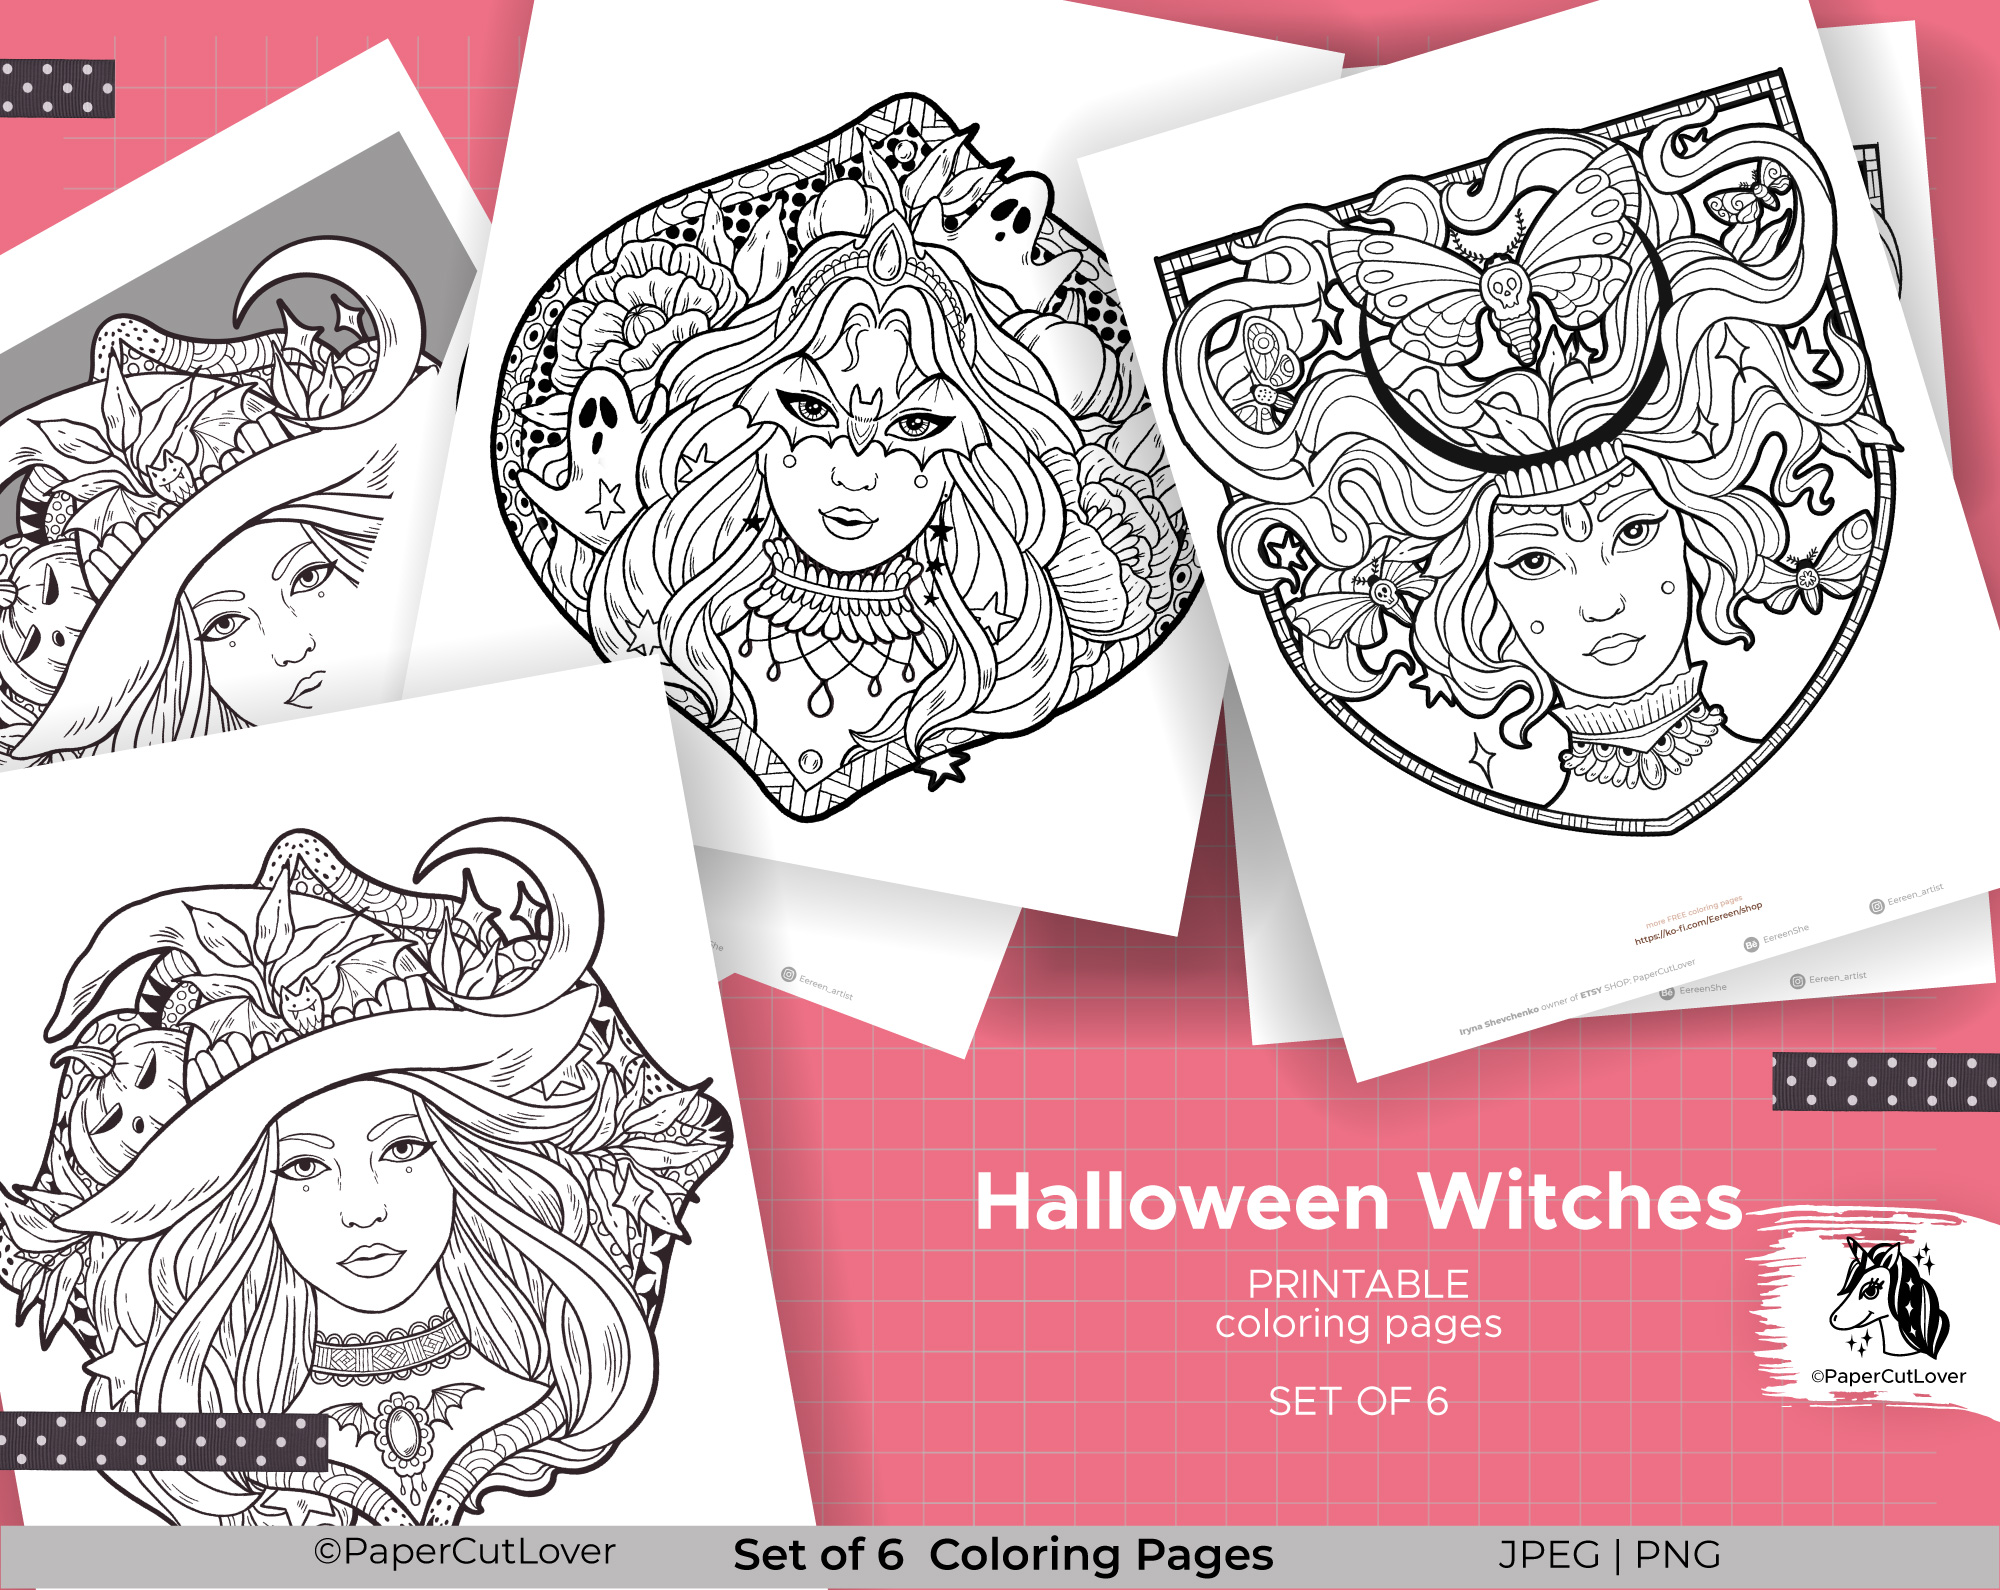 more FREE coloring pages
https://ko-fi.com/Eereen/shop
Eereen_artist
EereenShe
Iryna Shevchenko owner of ETSY SHOP: PaperCutLover
Eereen_artist
EereenShe
Eereen_artist
Halloween Witches
PRINTABLE
coloring pages
SET OF 6
©PaperCutLover
©PaperCutLover
Set of 6 Coloring Pages
JPEG | PNG